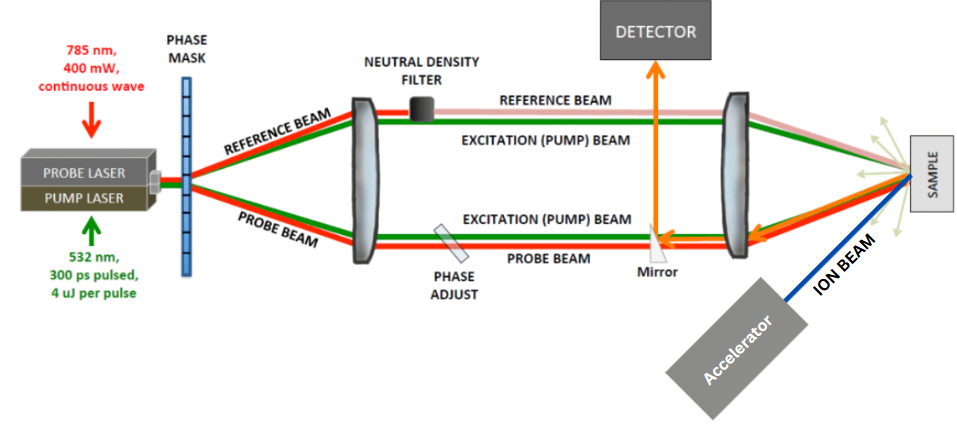 785 nm,
400 mW,
continuous wave
PROBE LASER
PUMP LASER
532 nm,
300 ps pulsed,
4 uJ per pulse
PHASE
MASK
REFERENCE BEAM
PROBE BEAM
NEUTRAL DENSITY
FILTER
REFERENCE BEAM
EXCITATION (PUMP) BEAM
EXCITATION (PUMP) BEAM
PROBE BEAM
PHASE
ADJUST
DETECTOR
Mirror
SAMPLE
ION BEAM
Accelerator